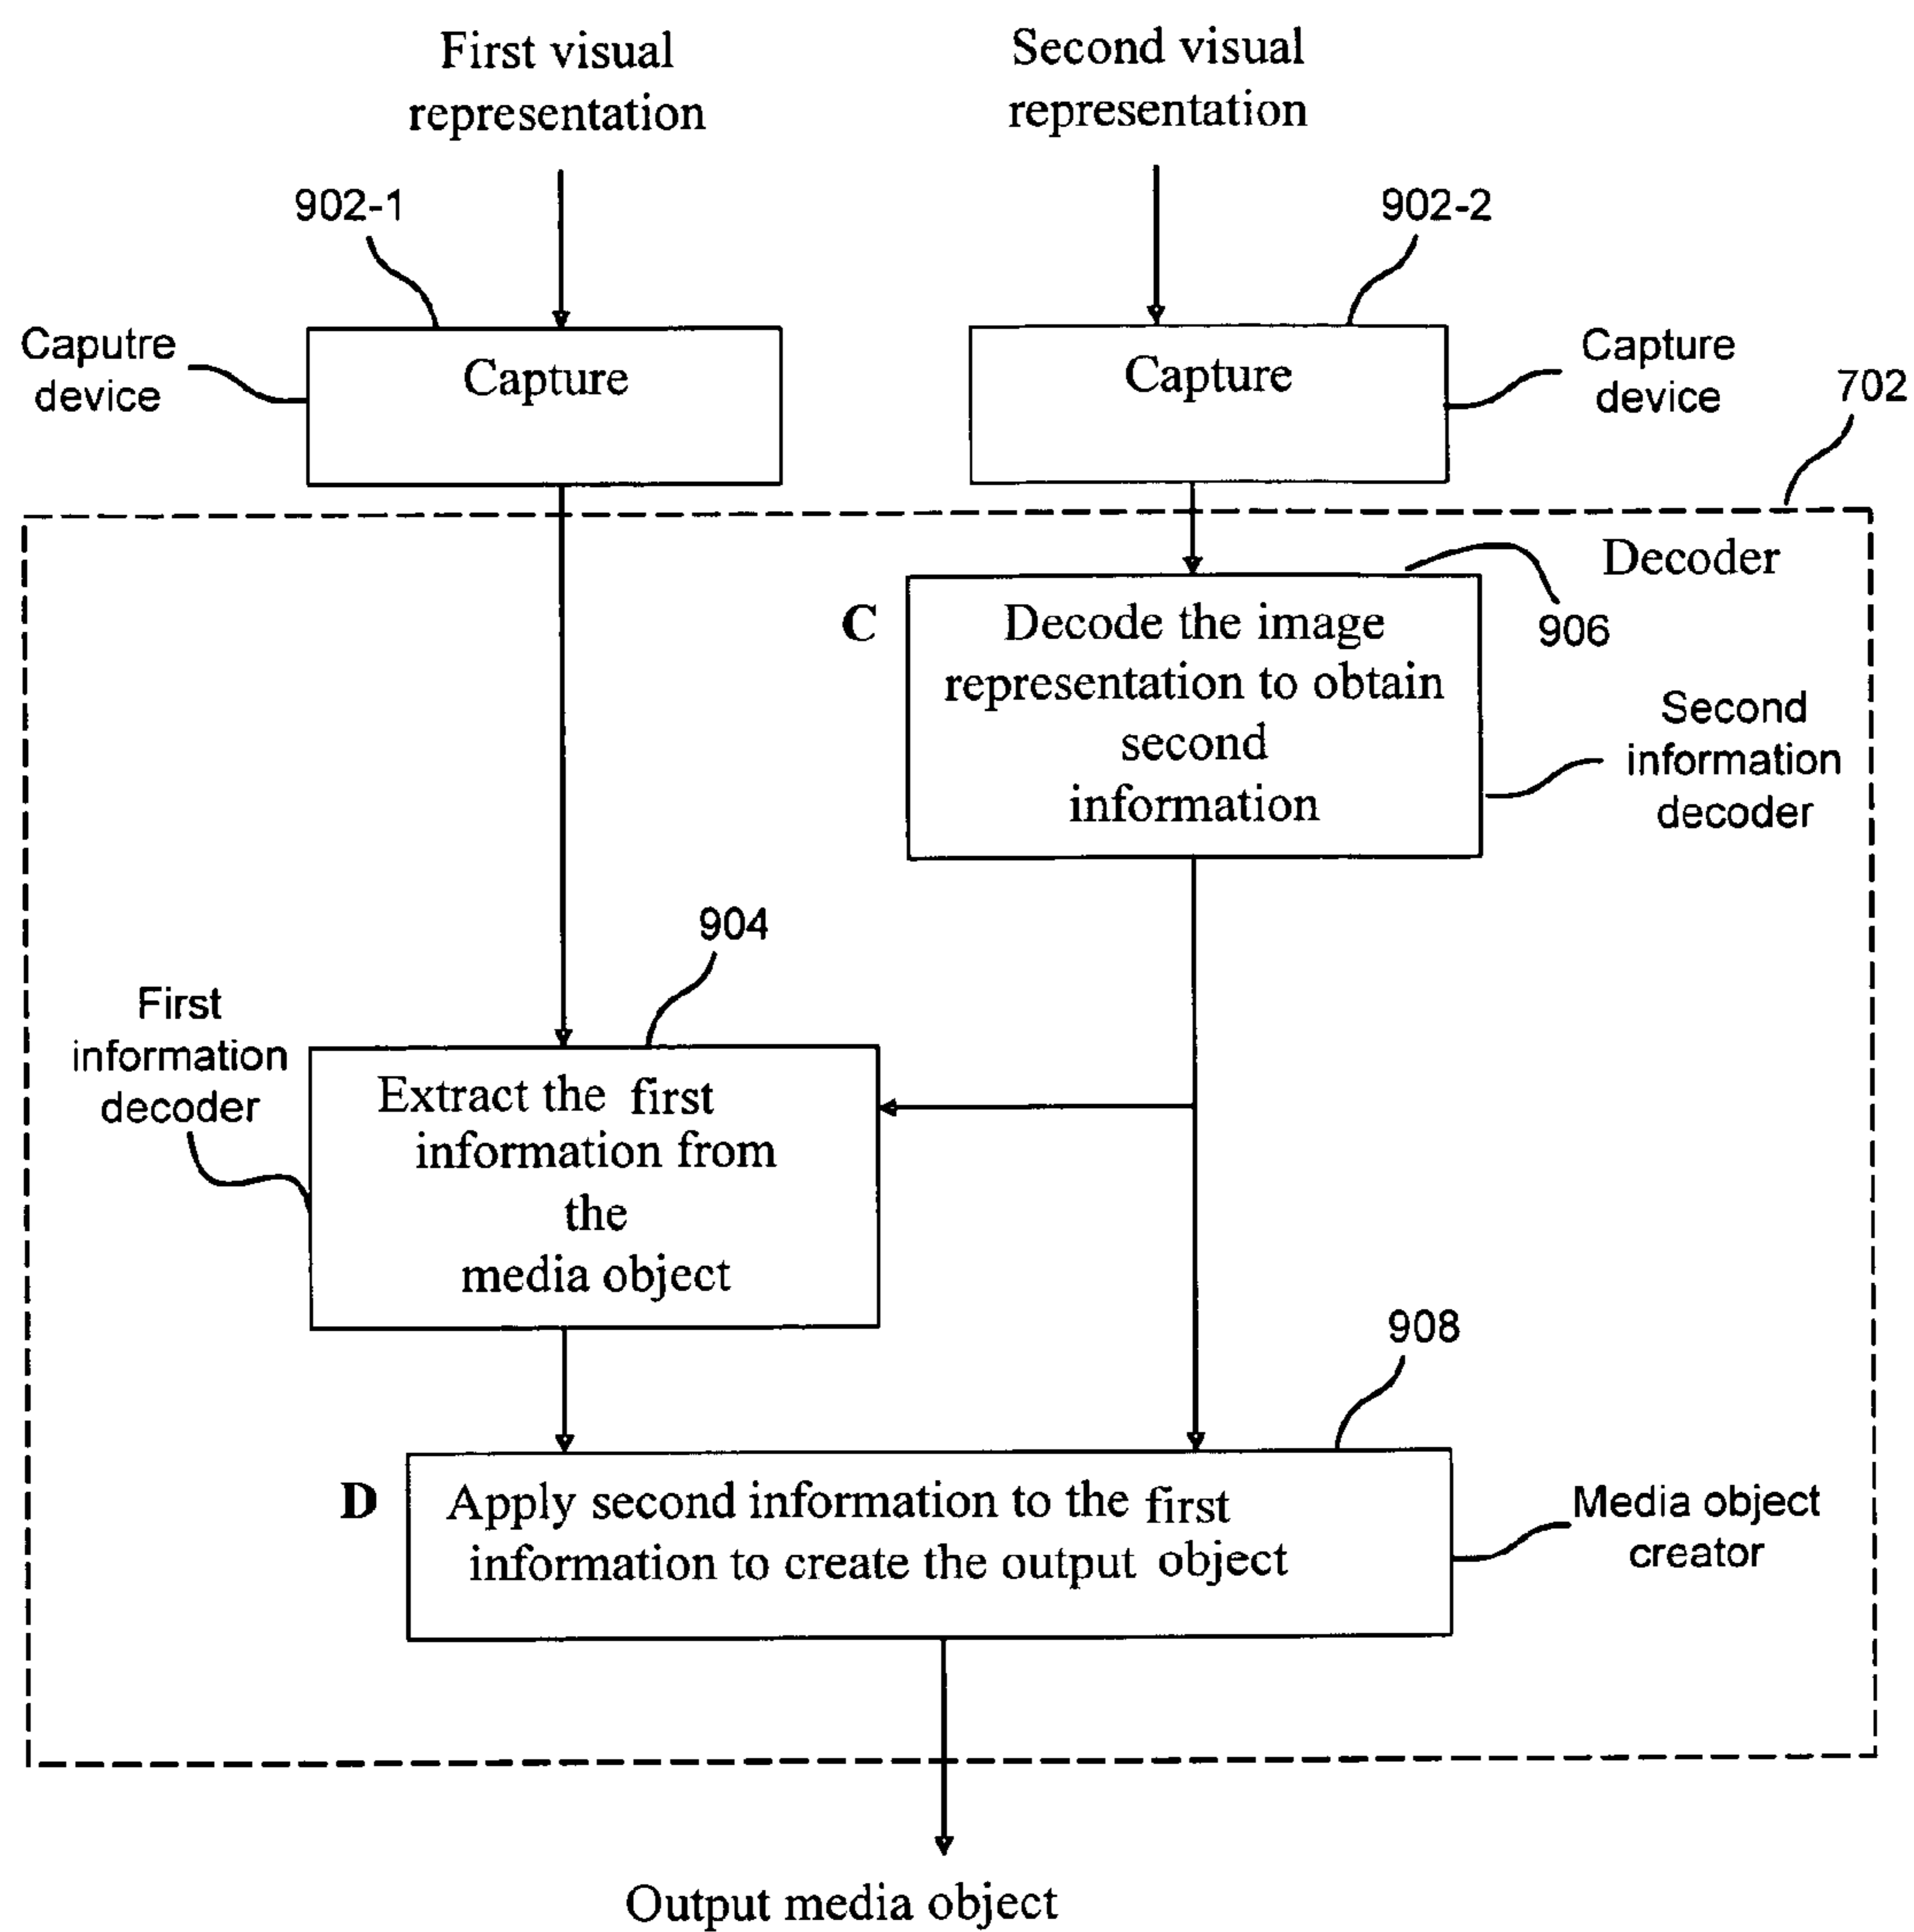 First visual
representation
Second visual
representation
902-1
902-2
Caputre
device
Capture
Capture
Capture
device
702
Decoder
906
C
Decode the image
representation to obtain
second
information
Second
information
decoder
904
First
information
decoder
Extract the first
information from
the
media object
908
D
Apply second information to the first
information to create the output object
Media object
creator
Output media object